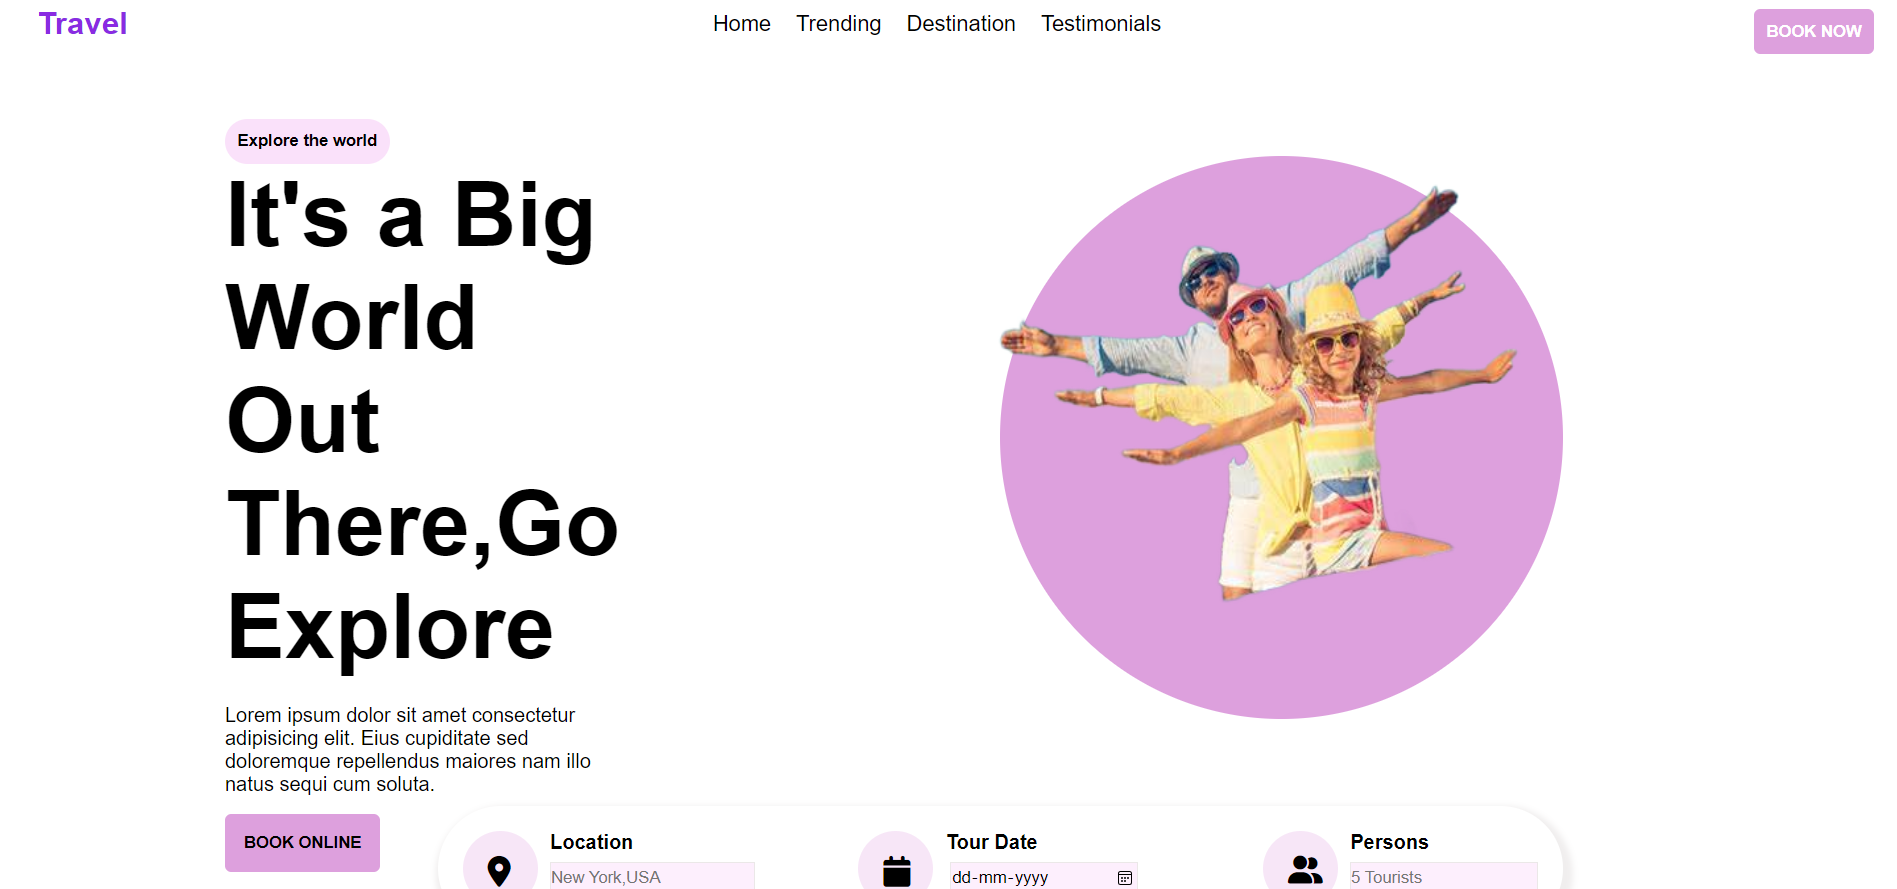 Travel
Home Trending Destination Testimonials
BOOK NOW
Explore the world
It's a Big
World
Out
There,Go
Explore
Lorem ipsum dolor sit amet consectetur
adipisicing elit. Eius cupiditate sed
doloremque repellendus maiores nam illo
natus sequi cum soluta.
BOOK ONLINE
Location
New York,USA
Tour Date
dd-mm-yyyy
Persons
5 Tourists